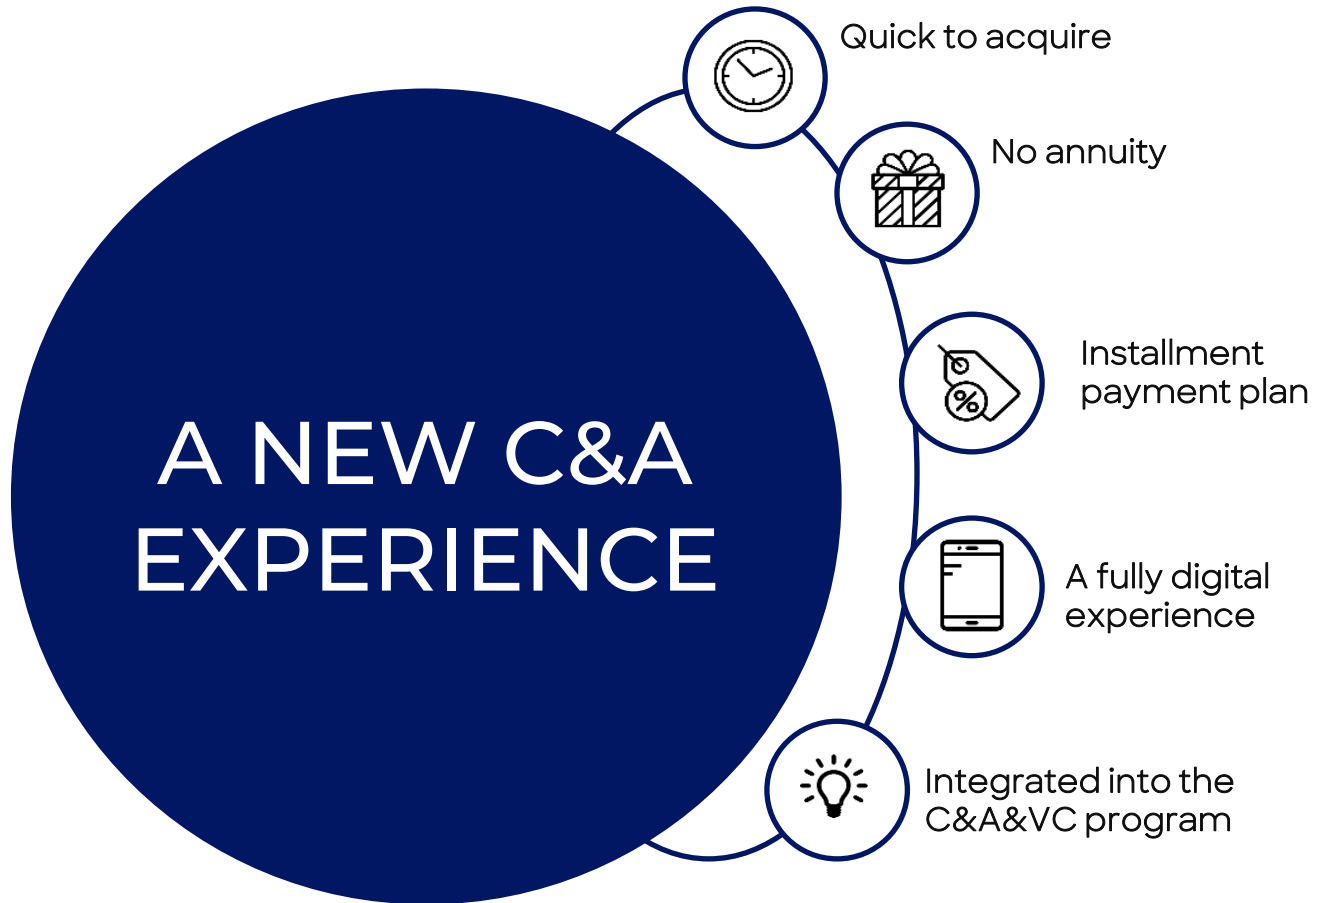 Quick to acquire
No annuity
Installment
payment plan
A NEW C&A
EXPERIENCE
A fully digital
experience
Integrated into the
C&A&VC program